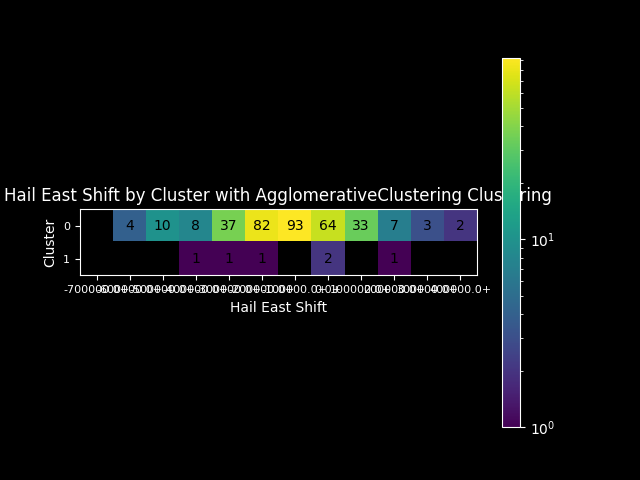 Hail East Shift by Cluster with AgglomerativeClustering Clustering
Cluster
0 4 10 8 37 82 93 64 33 7 3 2
1 1 1 1 2 1
Hail East Shift
10¹
10⁰